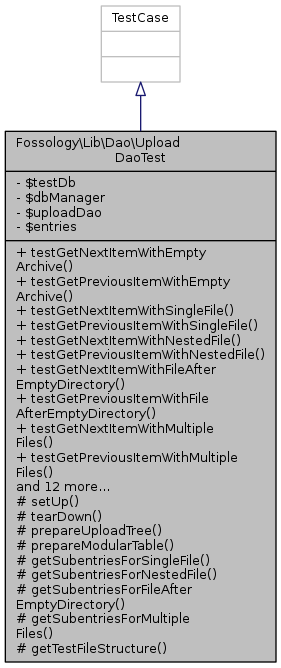 TestCase
Fossology\Lib\Dao\Upload
DaoTest
- $testDb
- $dbManager
- $uploadDao
- $entries
+ testGetNextItemWithEmpty
Archive()
+ testGetPreviousItemWithEmpty
Archive()
+ testGetNextItemWithSingleFile()
+ testGetPreviousItemWithSingleFile()
+ testGetNextItemWithNestedFile()
+ testGetPreviousItemWithNestedFile()
+ testGetNextItemWithFileAfter
EmptyDirectory()
+ testGetPreviousItemWithFile
AfterEmptyDirectory()
+ testGetNextItemWithMultiple
Files()
+ testGetPreviousItemWithMultiple
Files()
and 12 more...
# setUp()
# tearDown()
# prepareUploadTree()
# prepareModularTable()
# getSubentriesForSingleFile()
# getSubentriesForNestedFile()
# getSubentriesForFileAfter
EmptyDirectory()
# getSubentriesForMultiple
Files()
# getTestFileStructure()